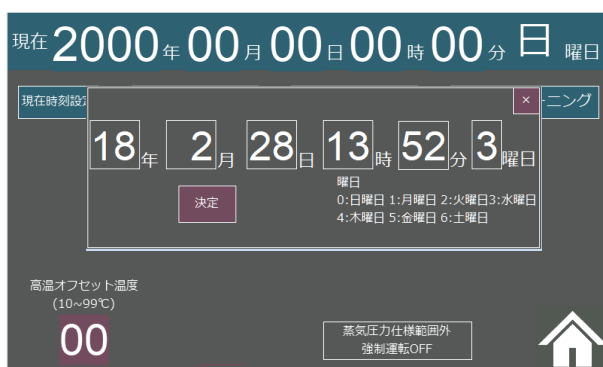 現在 2000 年 00 月 00 日 00 時 00 分 日 曜日
現在時刻設定 × ーニング
18 年 2 月 28 日 13 時 52 分 3 曜日
曜日
決定 0:日曜日 1:月曜日 2:火曜日3:水曜日
4:木曜日 5:金曜日 6:土曜日
高温オフセット温度
(10~99℃)
00
蒸気圧力仕様範囲外
強制運転OFF